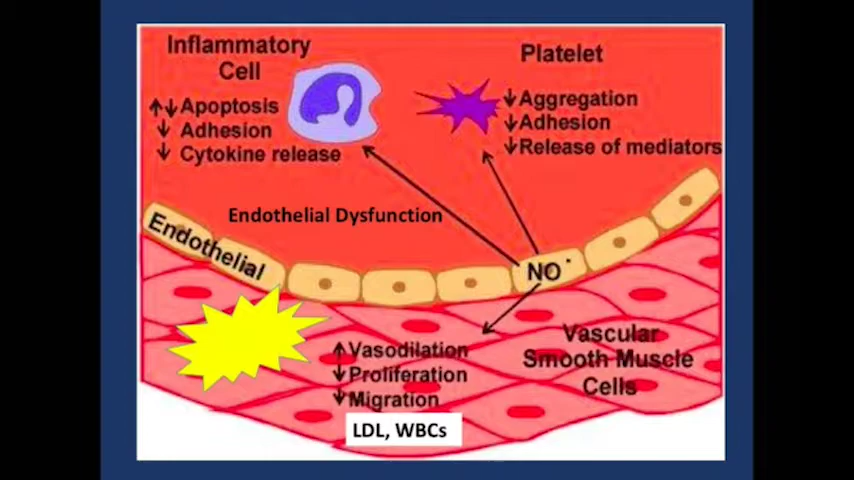 Inflammatory
Cell
↑↓Apoptosis
↓ Adhesion
↓ Cytokine release
Platelet
↓Aggregation
↓Adhesion
↓Release of mediators
Endothelial Dysfunction
Endothelial
NO˙
↑Vasodilation
↓Proliferation
↓Migration
Vascular
Smooth Muscle
Cells
LDL, WBCs